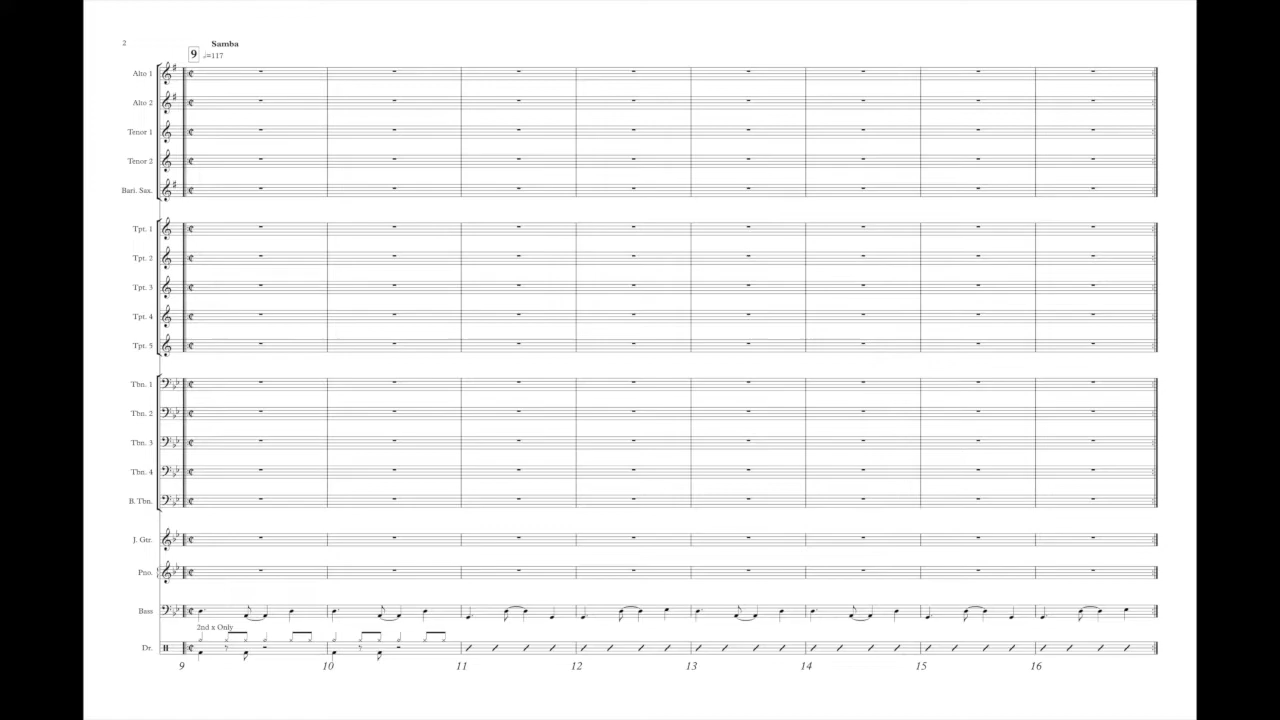 2
Samba
9
♩=117
Alto 1
Alto 2
Tenor 1
Tenor 2
Bari. Sax.
Tpt. 1
Tpt. 2
Tpt. 3
Tpt. 4
Tpt. 5
Tbn. 1
Tbn. 2
Tbn. 3
Tbn. 4
B. Tbn.
J. Gtr.
Pno.
Bass
2nd x Only
Dr.
9 10 11 12 13 14 15 16